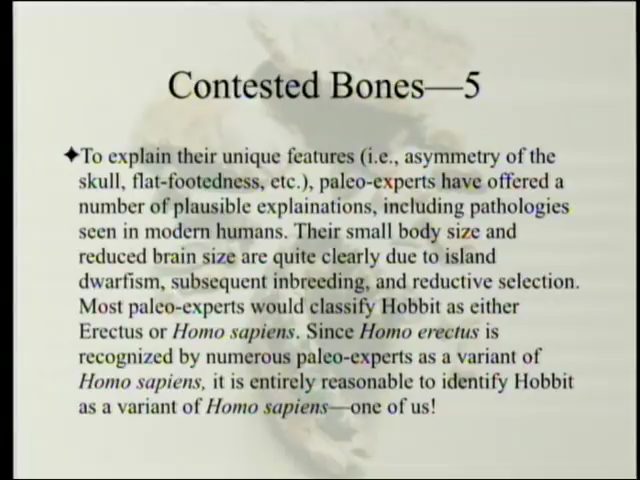 Contested Bones—5
✦To explain their unique features (i.e., asymmetry of the
skull, flat-footedness, etc.), paleo-experts have offered a
number of plausible explainations, including pathologies
seen in modern humans. Their small body size and
reduced brain size are quite clearly due to island
dwarfism, subsequent inbreeding, and reductive selection.
Most paleo-experts would classify Hobbit as either
Erectus or Homo sapiens. Since Homo erectus is
recognized by numerous paleo-experts as a variant of
Homo sapiens, it is entirely reasonable to identify Hobbit
as a variant of Homo sapiens—one of us!